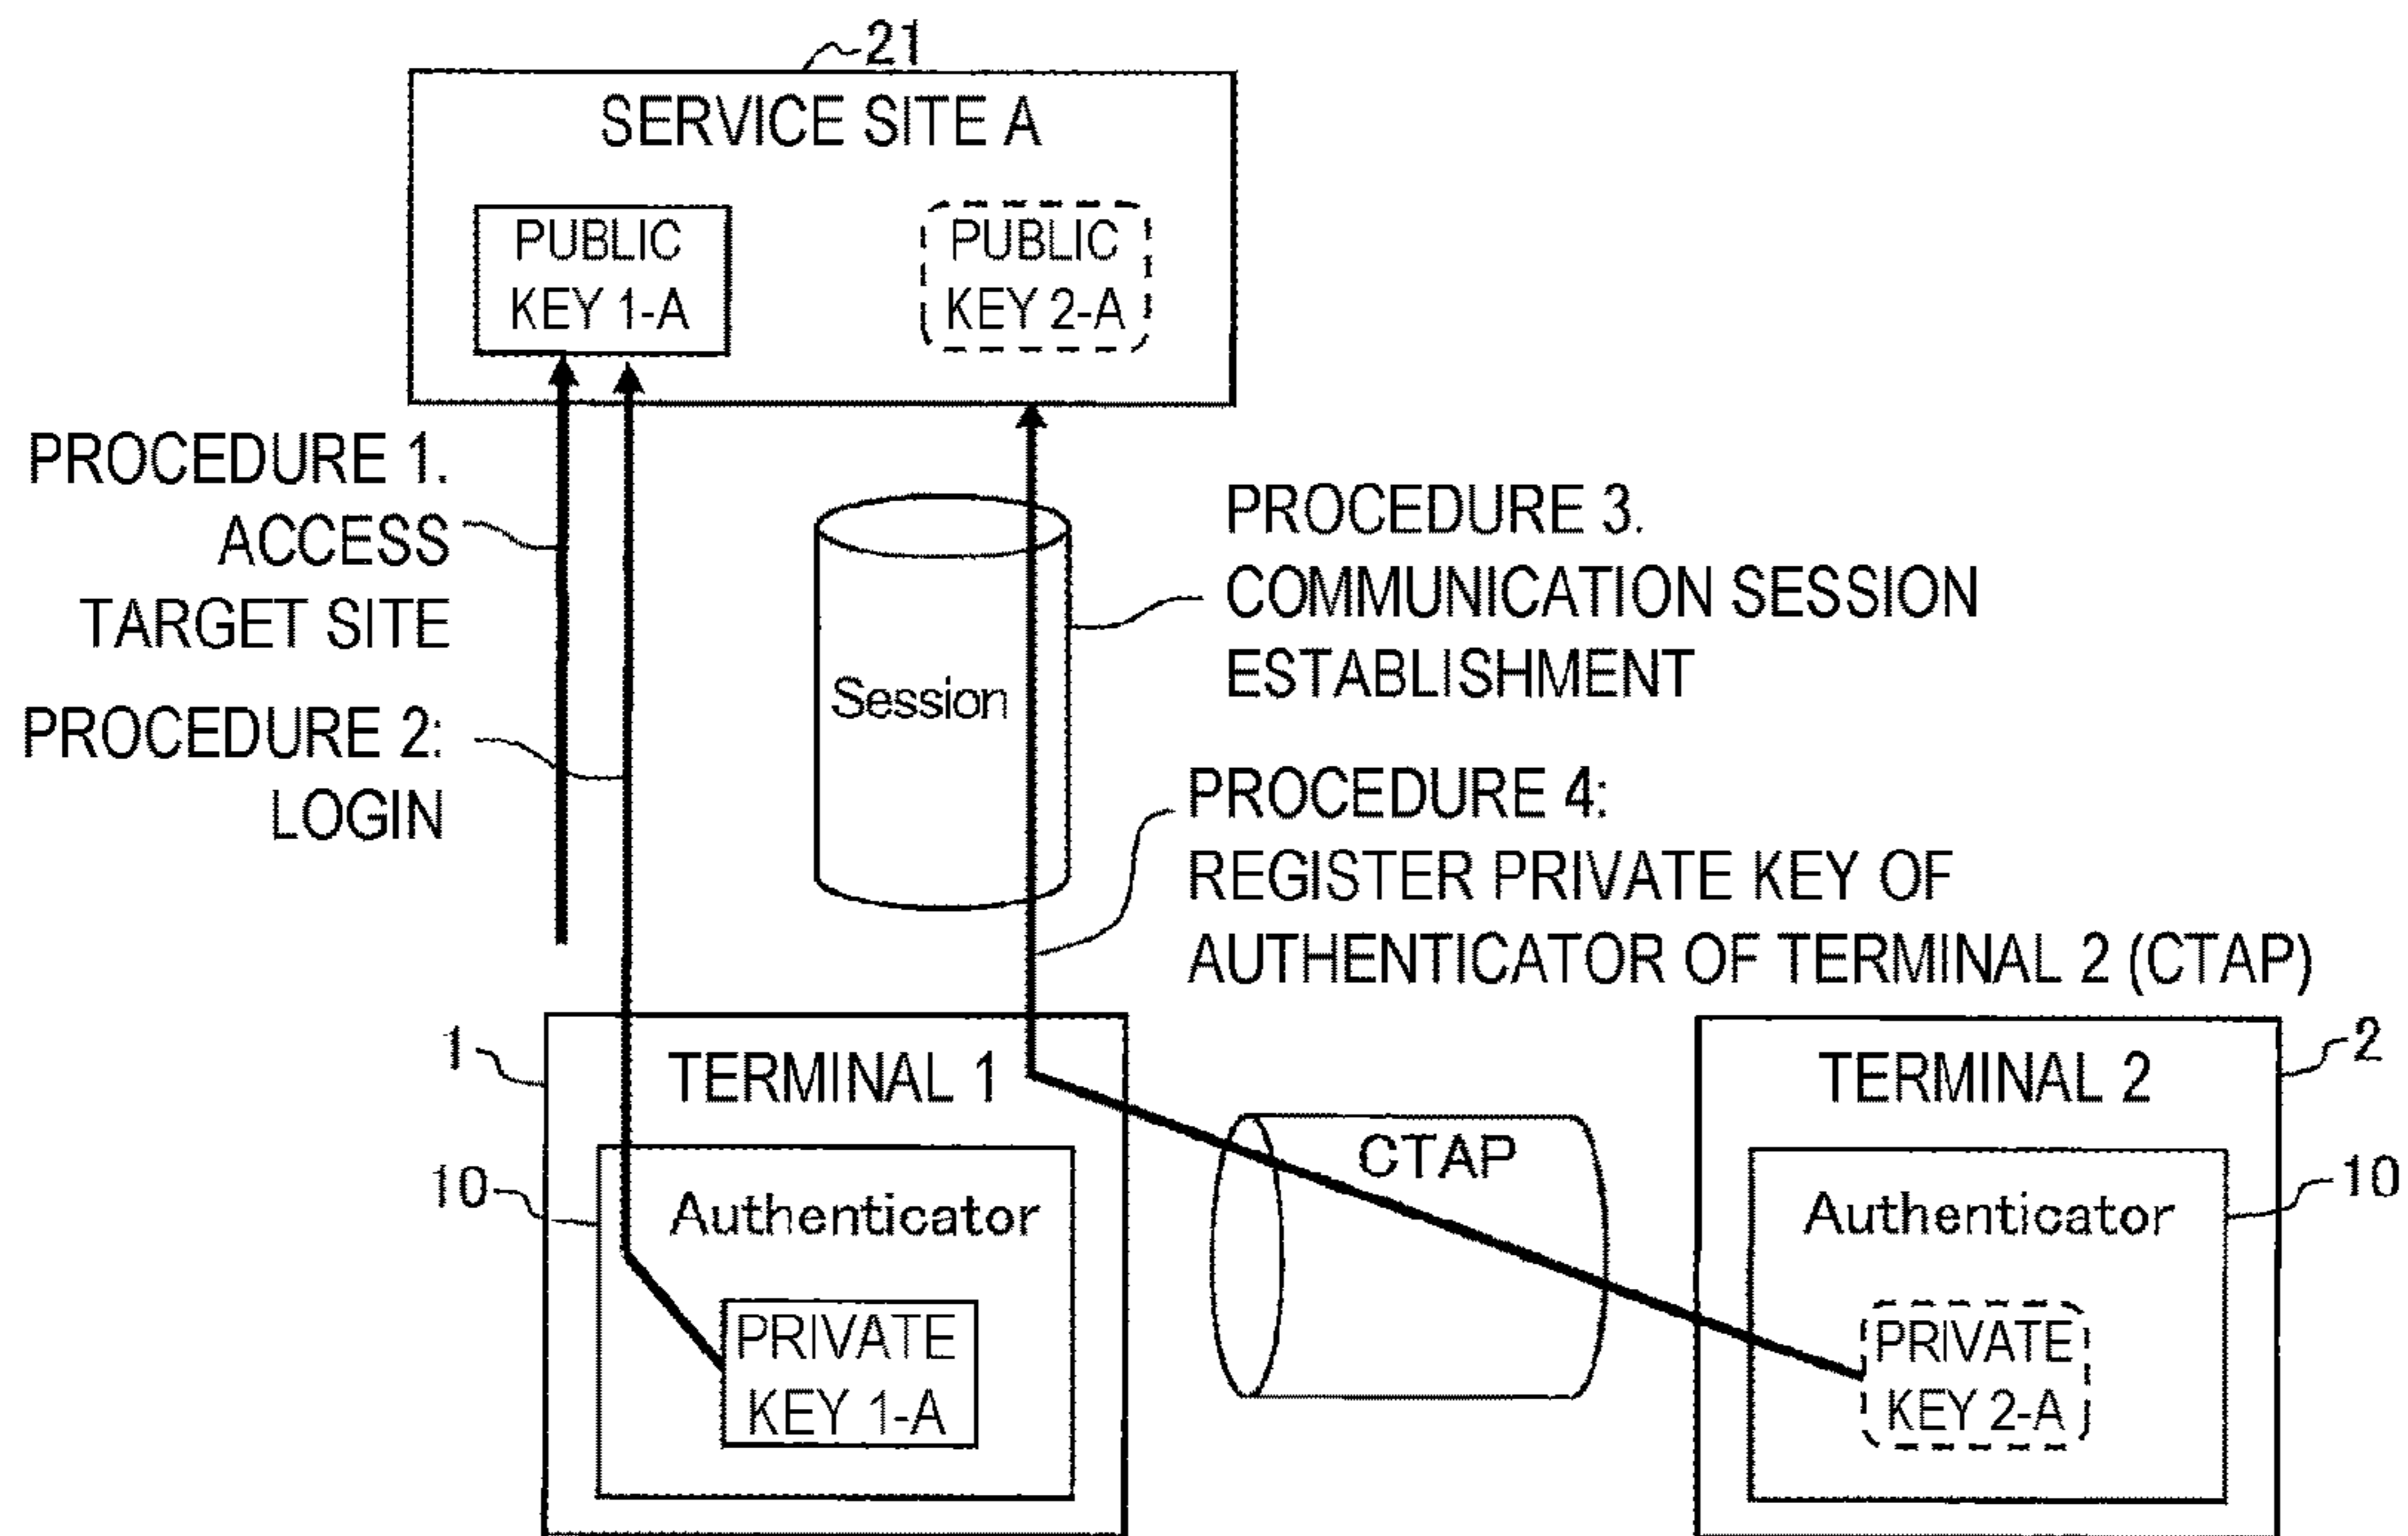 21
SERVICE SITE A
PUBLIC
KEY 1-A
PUBLIC
KEY 2-A
PROCEDURE 1.
ACCESS
TARGET SITE
PROCEDURE 2:
LOGIN
Session
PROCEDURE 3.
COMMUNICATION SESSION
ESTABLISHMENT
PROCEDURE 4:
REGISTER PRIVATE KEY OF
AUTHENTICATOR OF TERMINAL 2 (CTAP)
1
TERMINAL 1
10
Authenticator
PRIVATE
KEY 1-A
CTAP
TERMINAL 2
2
Authenticator
10
PRIVATE
KEY 2-A